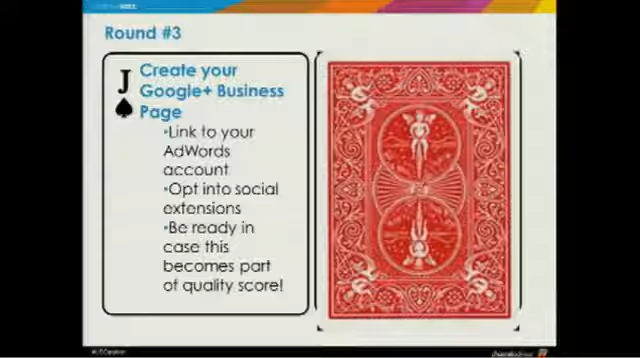 Round #3
J
Create your
Google+ Business
Page
•Link to your
AdWords
account
•Opt into social
extensions
•Be ready in
case this
becomes part
of quality score!